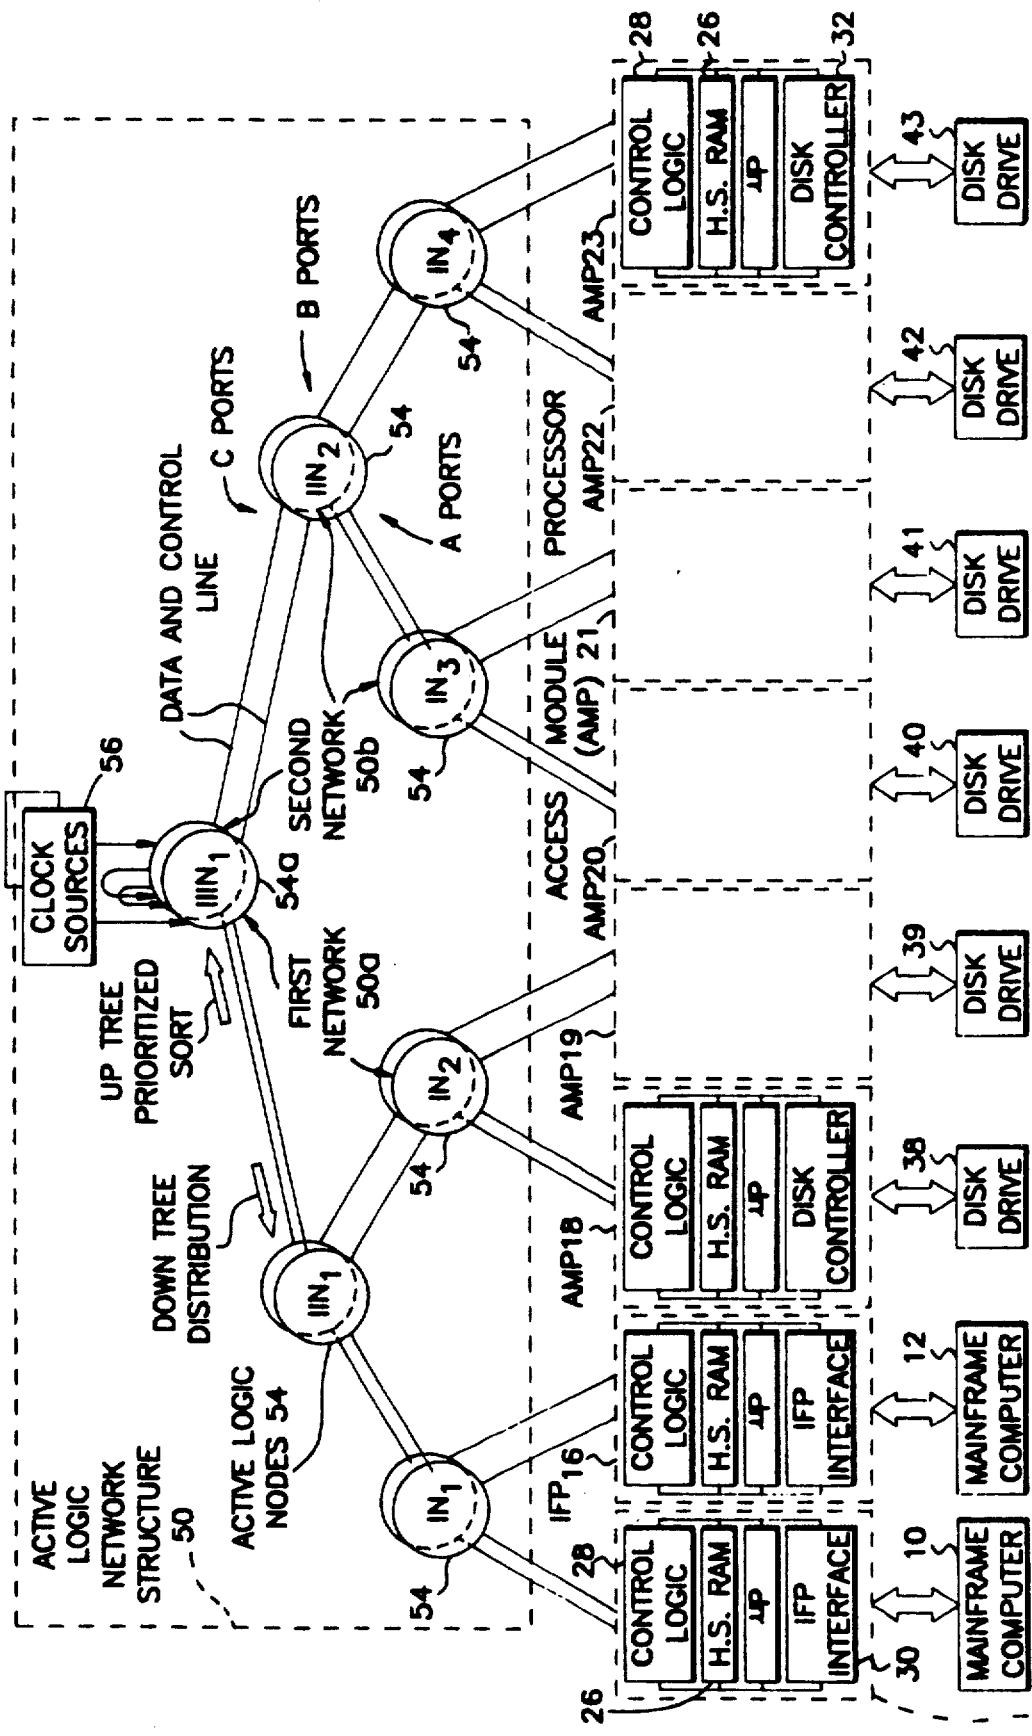 ACTIVE
LOGIC
NETWORK
STRUCTURE
50
ACTIVE LOGIC
NODES 54
DOWN TREE
DISTRIBUTION
UP TREE
PRIORITIZED
SORT
CLOCK
SOURCES
56
DATA AND CONTROL
LINE
C PORTS
B PORTS
A PORTS
IIIN1
54a
FIRST
NETWORK
50a
SECOND
NETWORK
50b
IIN1
IIN2
54
IN1
54
IN2
54
IN3
54
IN4
54
IFP16
AMP18
AMP19
AMP20
ACCESS
MODULE
(AMP) 21
PROCESSOR
AMP22
AMP23
28
CONTROL
LOGIC
26
H.S. RAM
μP
IFP
INTERFACE
30
CONTROL
LOGIC
H.S. RAM
μP
IFP
INTERFACE
CONTROL
LOGIC
H.S. RAM
μP
DISK
CONTROLLER
28
CONTROL
LOGIC
26
H.S. RAM
μP
DISK
CONTROLLER
32
10
MAINFRAME
COMPUTER
12
MAINFRAME
COMPUTER
38
DISK
DRIVE
39
DISK
DRIVE
40
DISK
DRIVE
41
DISK
DRIVE
42
DISK
DRIVE
43
DISK
DRIVE